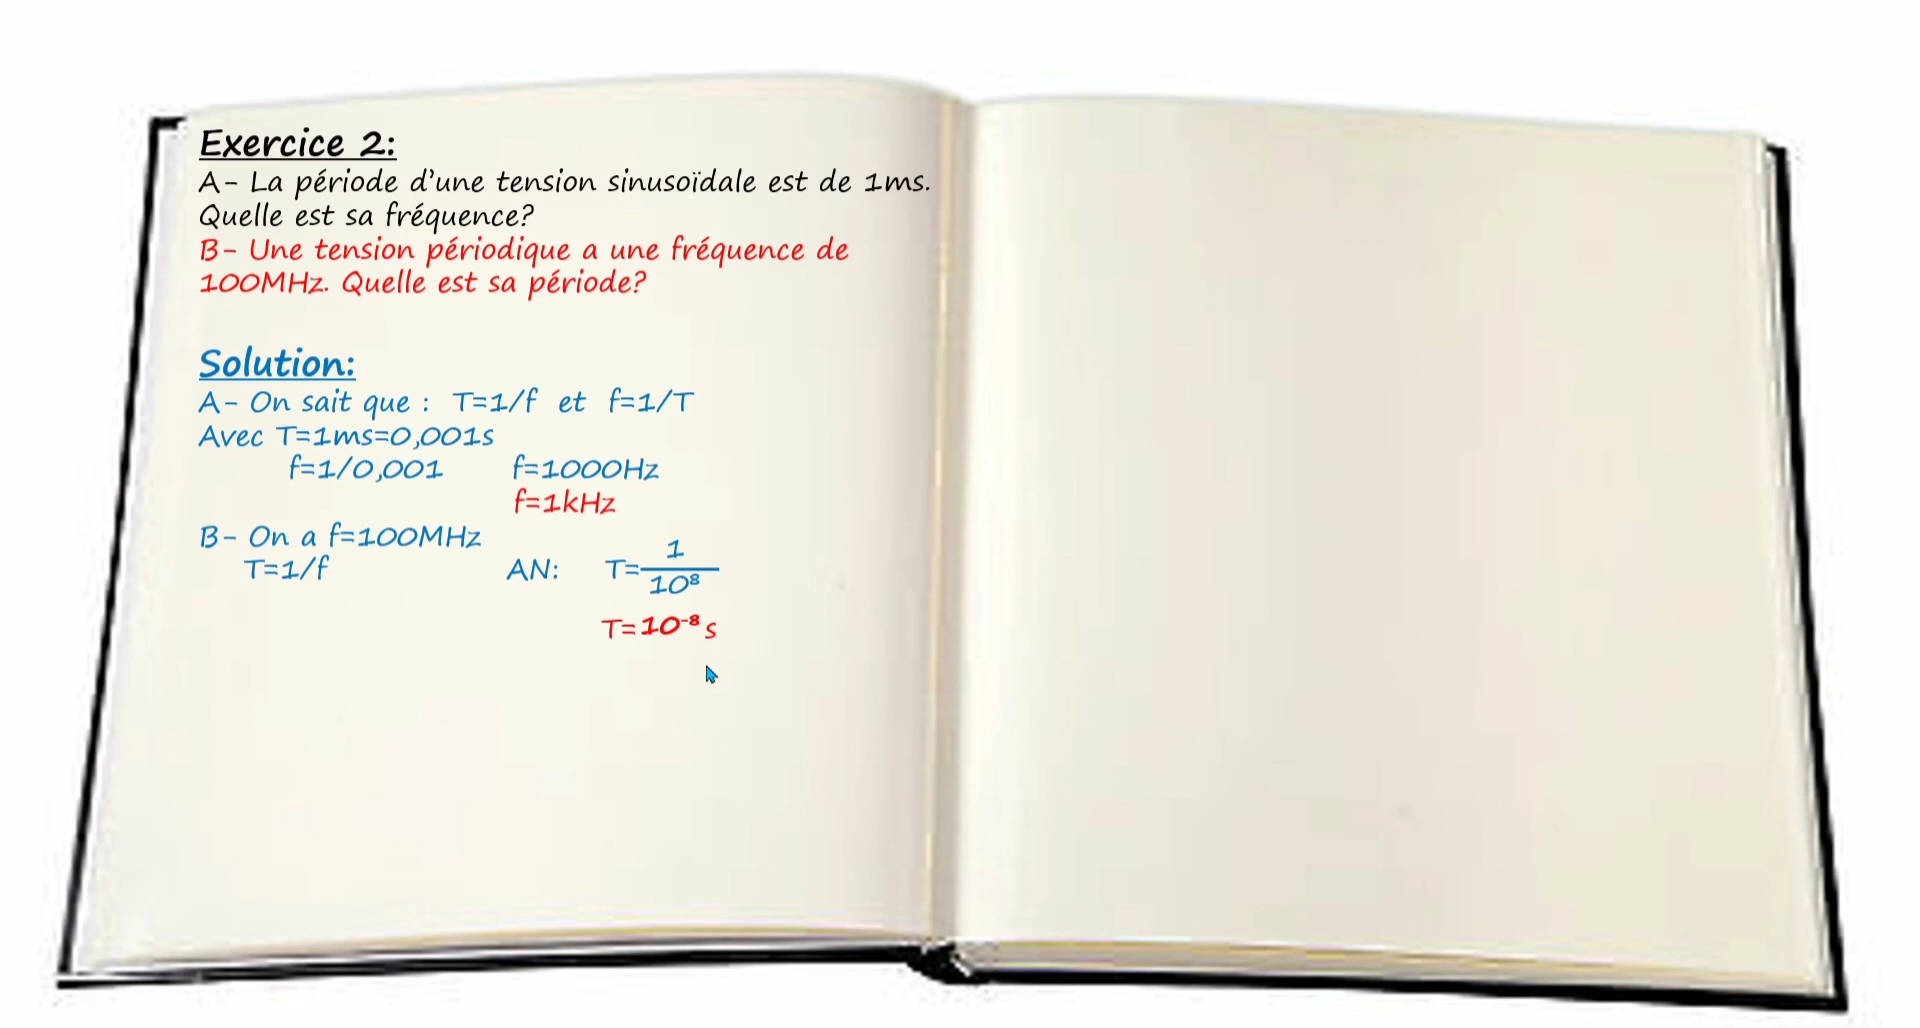 Exercice 2:
A- La période d'une tension sinusoïdale est de 1ms.
Quelle est sa fréquence?
B- Une tension périodique a une fréquence de
100MHz. Quelle est sa période?
Solution:
A- On sait que : T=1/f et f=1/T
Avec T=1ms=0,001s
f=1/0,001 f=1000Hz
f=1kHz
B- On a f=100MHz
T=1/f AN: T=1/10⁸
T=10⁻⁸ s